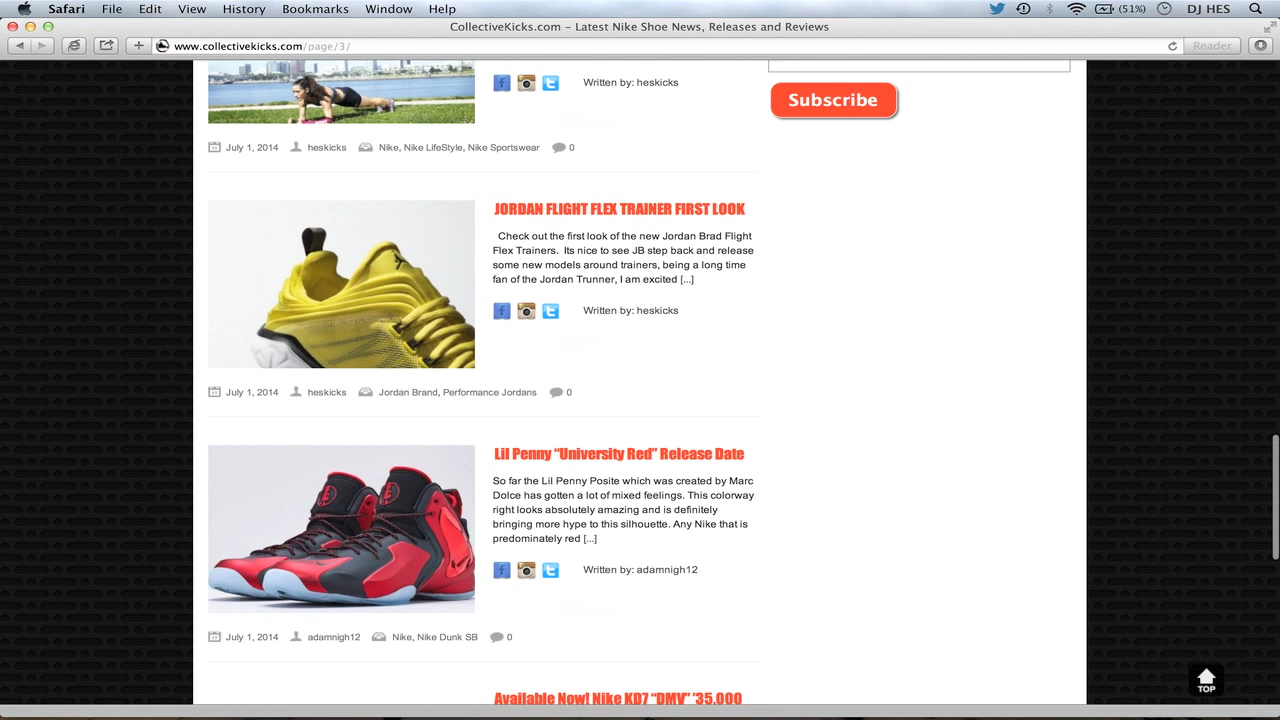 Safari File Edit View History Bookmarks Window Help (51%) DJ HES
CollectiveKicks.com – Latest Nike Shoe News, Releases and Reviews
www.collectivekicks.com/page/3/ Reader
Written by: heskicks
Subscribe
July 1, 2014 heskicks Nike, Nike LifeStyle, Nike Sportswear 0
JORDAN FLIGHT FLEX TRAINER FIRST LOOK
Check out the first look of the new Jordan Brad Flight
Flex Trainers. Its nice to see JB step back and release
some new models around trainers, being a long time
fan of the Jordan Trunner, I am excited [...]
Written by: heskicks
July 1, 2014 heskicks Jordan Brand, Performance Jordans 0
Lil Penny “University Red” Release Date
So far the Lil Penny Posite which was created by Marc
Dolce has gotten a lot of mixed feelings. This colorway
right looks absolutely amazing and is definitely
bringing more hype to this silhouette. Any Nike that is
predominately red [...]
Written by: adamnigh12
July 1, 2014 adamnigh12 Nike, Nike Dunk SB 0
TOP
Available Now! Nike KD7 “DMV” ’35,000